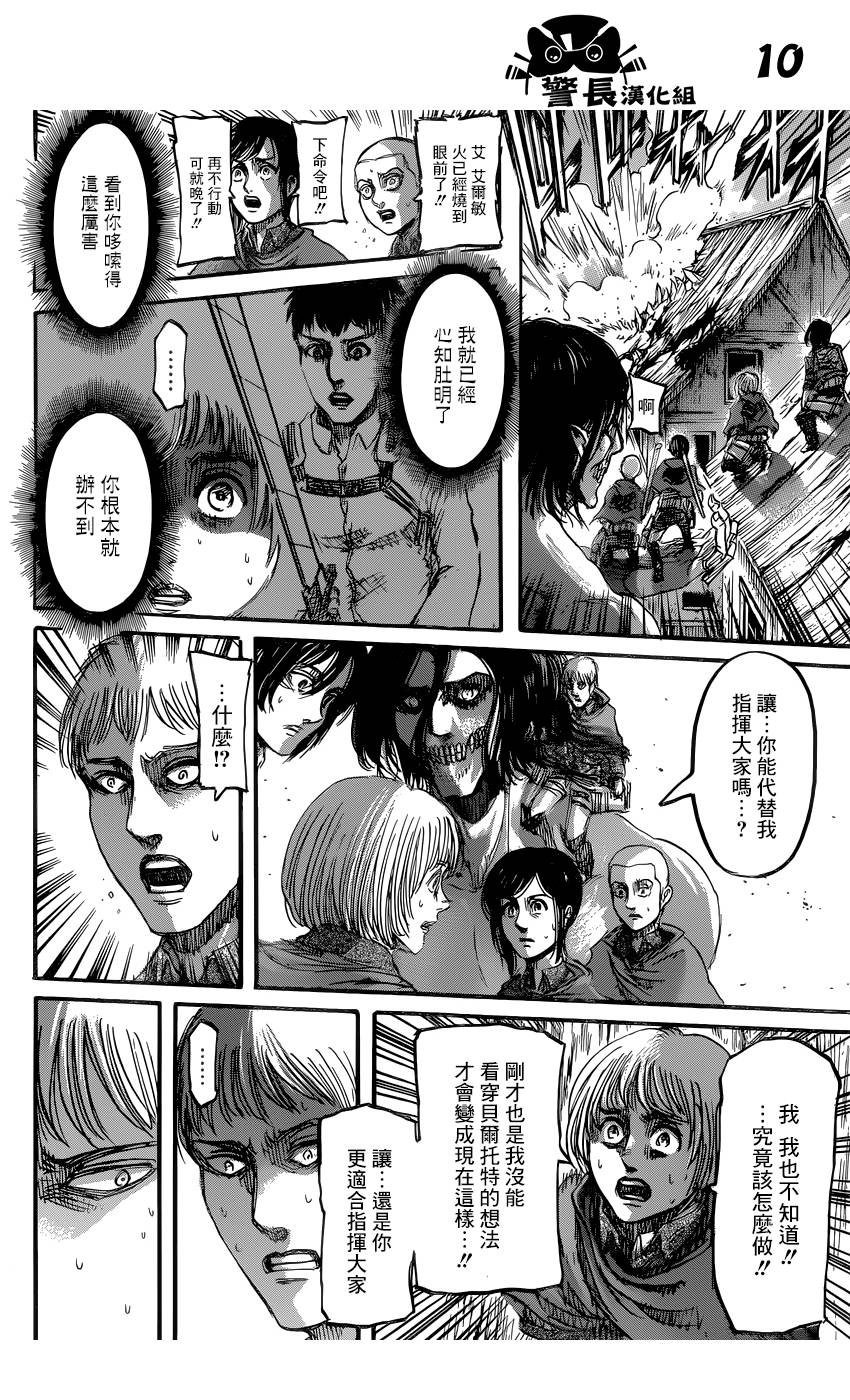 警長漢化組
10
啊
艾 艾爾敏
火已經燒到
眼前了!!
下命令吧!!
再不行動
可就晚了!!
看到你哆嗦得
這麼厲害
我就已經
心知肚明了
……
你根本就
辦不到
讓…你能代替我
指揮大家嗎…?
…什麼!?
我 我也不知道!!
…究竟該怎麼做!!
剛才也是我沒能
看穿貝爾托特的想法
才會變成現在這樣…!!
讓…還是你
更適合指揮大家
……